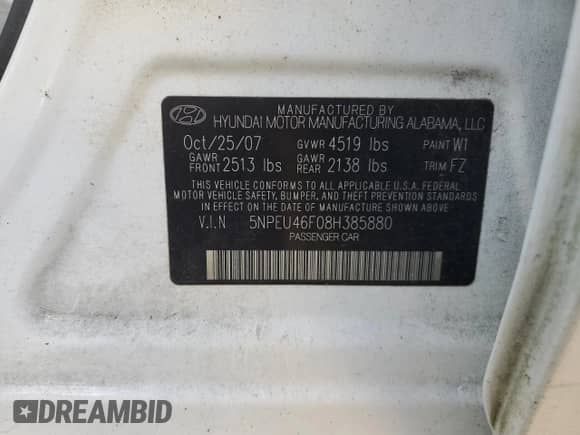 MANUFACTURED BY
HYUNDAI MOTOR MANUFACTURING ALABAMA, LLC
Oct/25/07 GVWR 4519 lbs PAINT W1
GAWR FRONT 2513 lbs GAWR REAR 2138 lbs TRIM FZ
THIS VEHICLE CONFORMS TO ALL APPLICABLE U.S.A. FEDERAL
MOTOR VEHICLE SAFETY, BUMPER, AND THEFT PREVENTION STANDARDS
IN EFFECT ON THE DATE OF MANUFACTURE SHOWN ABOVE
V.I.N 5NPEU46F08H385880
PASSENGER CAR
DREAMBID